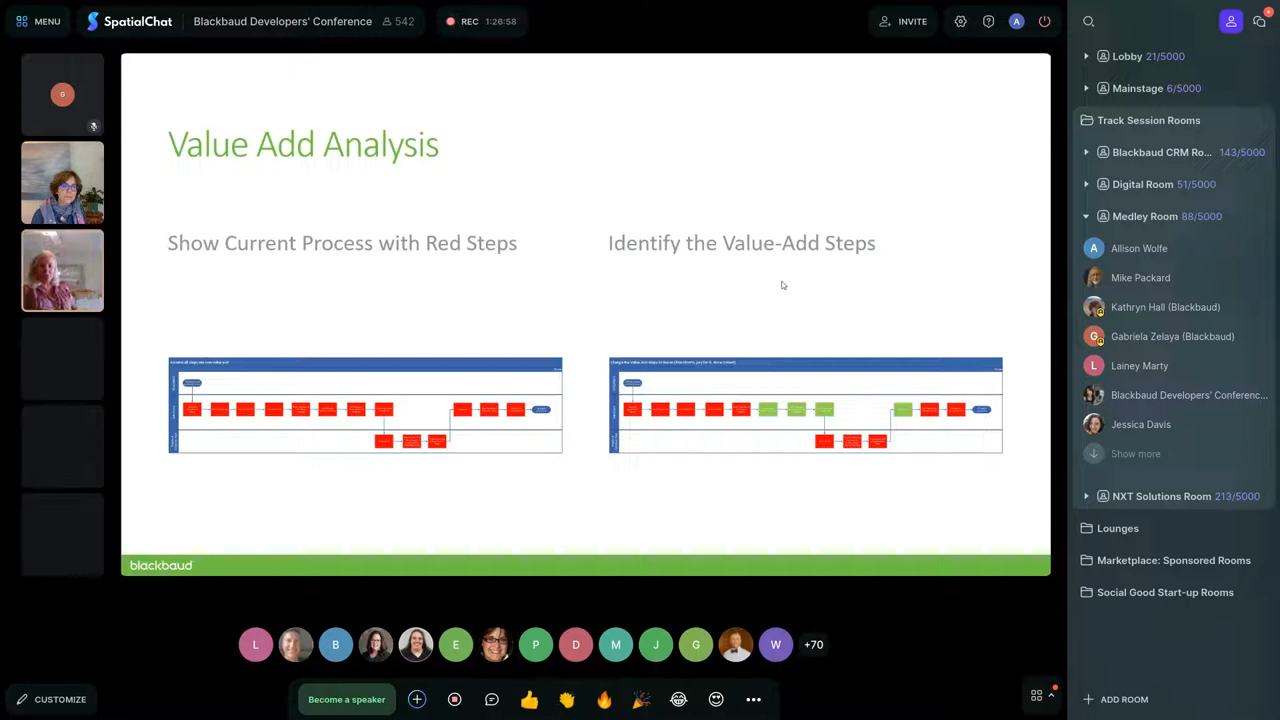 MENU
SpatialChat
Blackbaud Developers' Conference
542
REC
1:26:58
INVITE
A
G
Value Add Analysis
Show Current Process with Red Steps
Identify the Value-Add Steps
blackbaud
L
B
E
P
D
M
J
G
W
+70
CUSTOMIZE
Become a speaker
Lobby 21/5000
Mainstage 6/5000
Track Session Rooms
Blackbaud CRM Ro... 143/5000
Digital Room 51/5000
Medley Room 88/5000
A
Allison Wolfe
Mike Packard
Kathryn Hall (Blackbaud)
G
Gabriela Zelaya (Blackbaud)
L
Lainey Marty
Blackbaud Developers' Conferenc...
Jessica Davis
Show more
NXT Solutions Room 213/5000
Lounges
Marketplace: Sponsored Rooms
Social Good Start-up Rooms
ADD ROOM